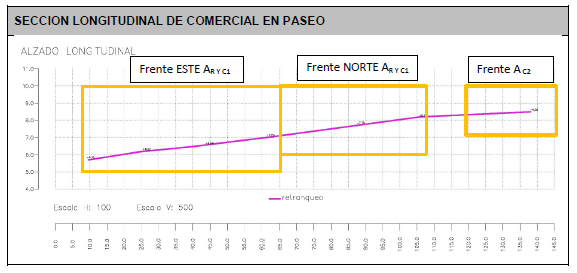 SECCION LONGITUDINAL DE COMERCIAL EN PASEO
ALZADO LONGITUDINAL
Frente ESTE AR Y C1
Frente NORTE AR Y C1
Frente A C2
11.0
10.0
9.0
8.0
7.0
6.0
5.0
4.0
retranqueo
Escala H: 100 Escala V: 500
0.0 5.0 10.0 15.0 20.0 25.0 30.0 35.0 40.0 45.0 50.0 55.0 60.0 65.0 70.0 75.0 80.0 85.0 90.0 95.0 100.0 105.0 110.0 115.0 120.0 125.0 130.0 135.0 140.0 145.0